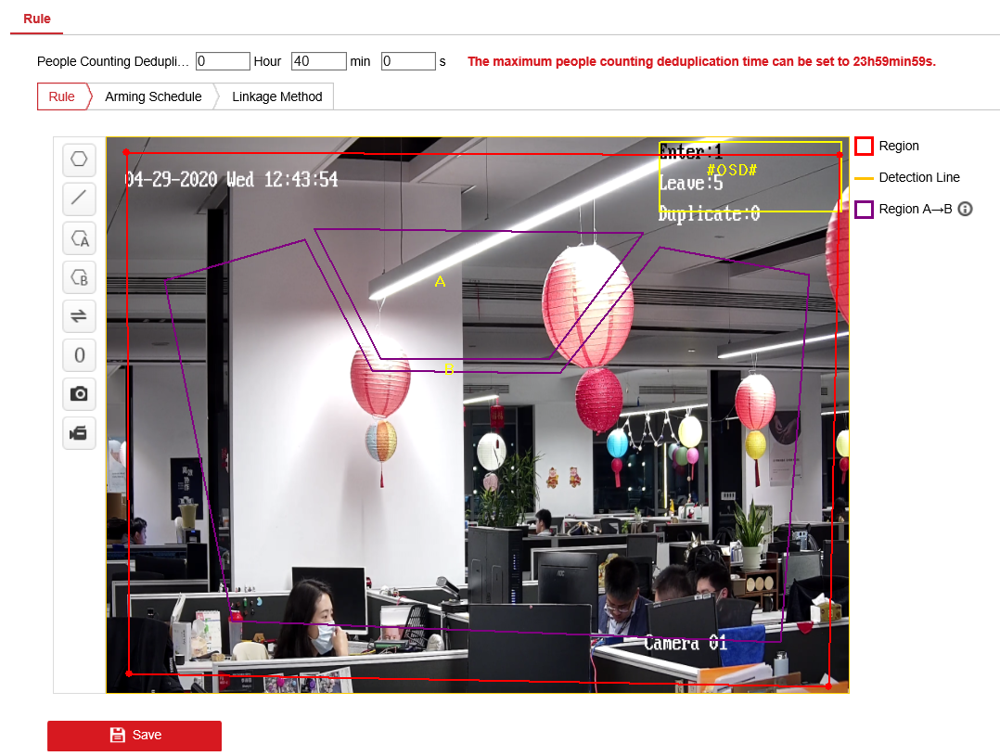 Rule
People Counting Dedupli... 0 Hour 40 min 0 s The maximum people counting deduplication time can be set to 23h59min59s.
Rule Arming Schedule Linkage Method
Enter:1
#OSD#
04-29-2020 Wed 12:43:54
Leave:5
Duplicate:0
A
B
Camera 01
A
B
0
Region
Detection Line
Region A→B
Save